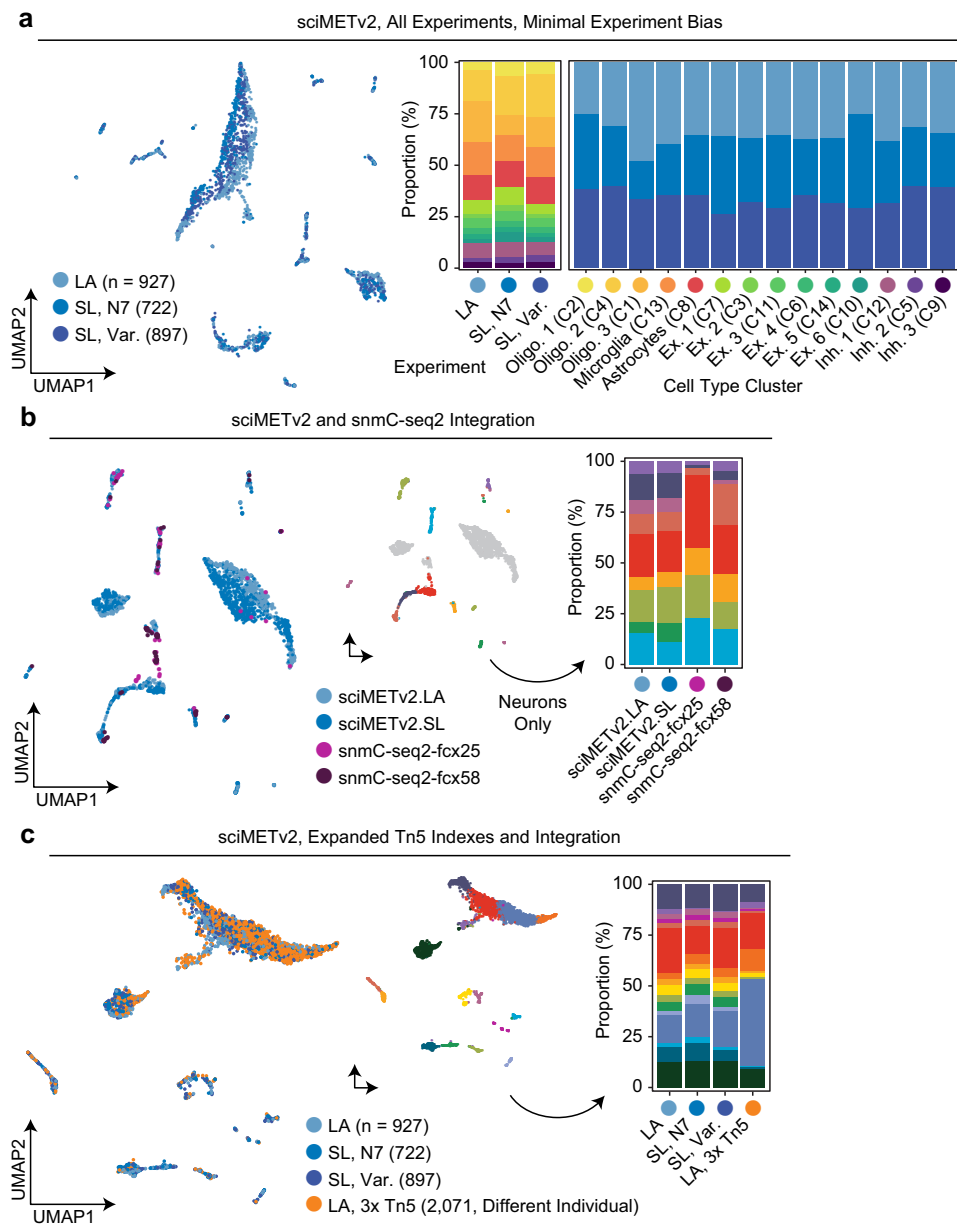 a
sciMETv2, All Experiments, Minimal Experiment Bias
LA (n = 927)
SL, N7 (722)
SL, Var. (897)
UMAP2
UMAP1
Proportion (%)
100
75
50
25
0
LA
SL, N7
SL, Var.
Experiment
Oligo. 1 (C2)
Oligo. 2 (C4)
Oligo. 3 (C1)
Microglia (C13)
Astrocytes (C8)
Ex. 1 (C7)
Ex. 2 (C3)
Ex. 3 (C11)
Ex. 4 (C6)
Ex. 5 (C14)
Ex. 6 (C10)
Inh. 1 (C12)
Inh. 2 (C5)
Inh. 3 (C9)
Cell Type Cluster
b
sciMETv2 and snmC-seq2 Integration
UMAP2
UMAP1
sciMETv2.LA
sciMETv2.SL
snmC-seq2-fcx25
snmC-seq2-fcx58
Neurons
Only
Proportion (%)
100
75
50
25
0
sciMETv2.LA
sciMETv2.SL
snmC-seq2-fcx25
snmC-seq2-fcx58
c
sciMETv2, Expanded Tn5 Indexes and Integration
UMAP2
UMAP1
LA (n = 927)
SL, N7 (722)
SL, Var. (897)
LA, 3x Tn5 (2,071, Different Individual)
Proportion (%)
100
75
50
25
0
LA
SL, N7
SL, Var.
LA, 3x Tn5